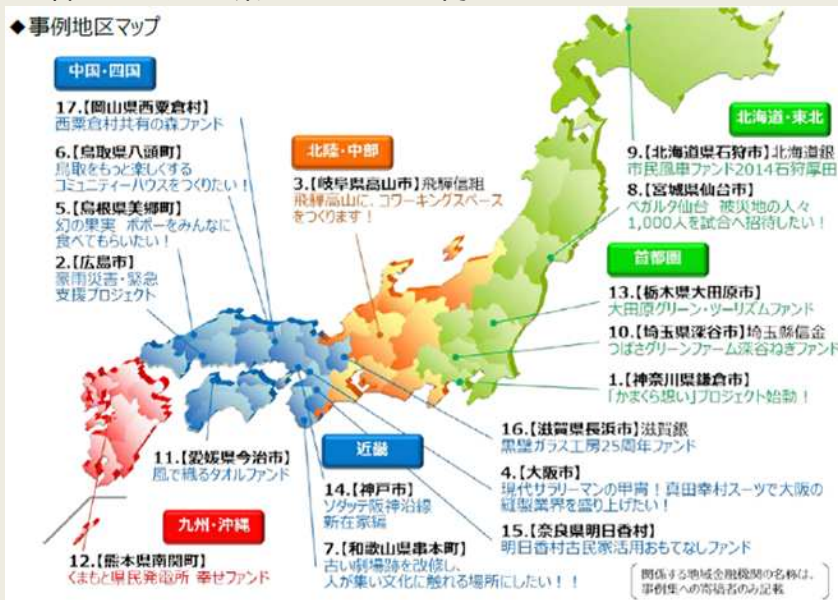 ◆事例地区マップ
中国・四国
17.【岡山県西粟倉村】
西粟倉村共有の森ファンド
6.【鳥取県八頭町】
鳥取をもっと楽しくする
コミュニティーハウスをつくりたい!
5.【島根県美郷町】
幻の果実 ポポーをみんなに
食べてもらいたい!
2.【広島市】
豪雨災害・緊急
支援プロジェクト
北陸・中部
3.【岐阜県高山市】飛騨信組
飛騨高山に、コワーキングスペース
をつくります!
北海道・東北
9.【北海道県石狩市】北海道銀
市民風車ファンド2014石狩厚田
8.【宮城県仙台市】
ベガルタ仙台 被災地の人々
1,000人を試合へ招待したい!
首都圏
13.【栃木県大田原市】
大田原グリーン・ツーリズムファンド
10.【埼玉県深谷市】埼玉縣信金
つばさグリーンファーム深谷ねぎファンド
1.【神奈川県鎌倉市】
「かまくら想い」プロジェクト始動!
11.【愛媛県今治市】
風で織るタオルファンド
九州・沖縄
12.【熊本県南関町】
くまもと県民発電所 幸せファンド
近畿
14.【神戸市】
ソダッテ阪神沿線
新在家編
7.【和歌山県串本町】
古い劇場跡を改修し、
人が集い文化に触れる場所にしたい!!
16.【滋賀県長浜市】滋賀銀
黒壁ガラス工房25周年ファンド
4.【大阪市】
現代サラリーマンの甲冑!真田幸村スーツで大阪の
縫製業界を盛り上げたい!
15.【奈良県明日香村】
明日香村古民家活用おもてなしファンド
関係する地域金融機関の名称は、
事例集への寄稿者のみ記載